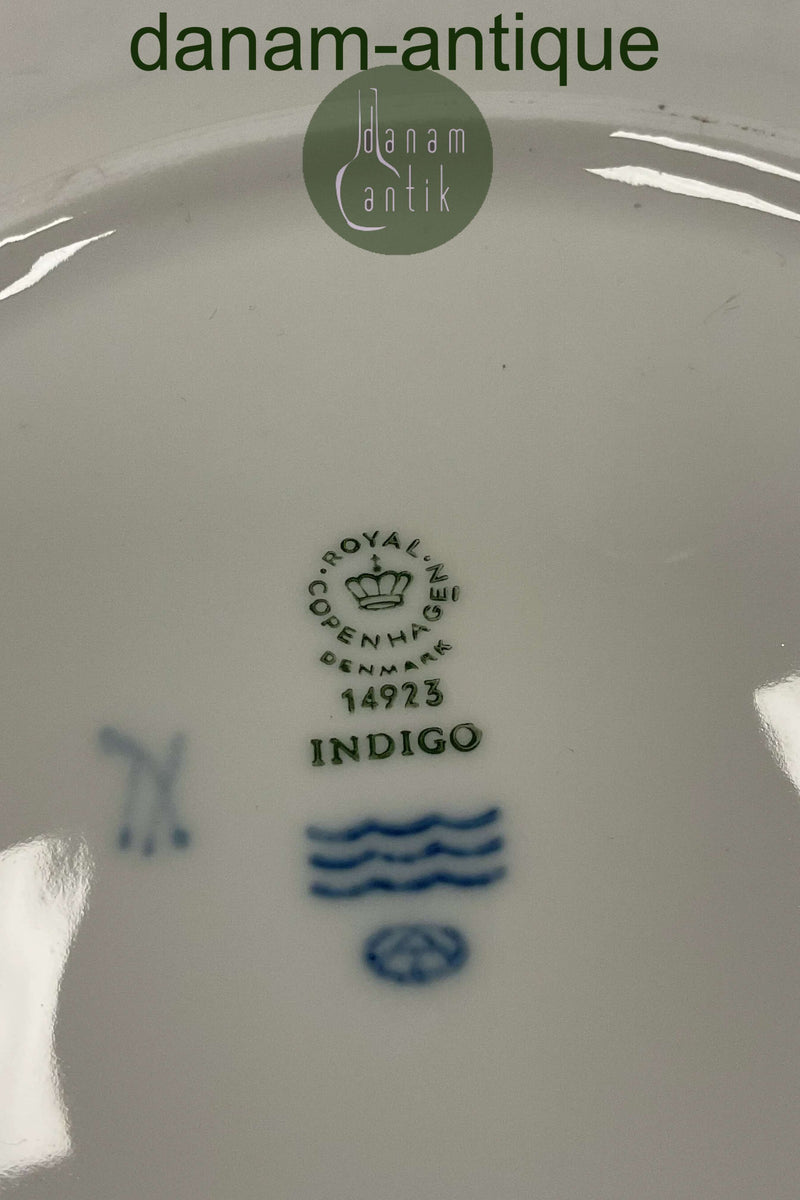 danam-antique
danam
antik
ROYAL
COPENHAGEN
DENMARK
14923
INDIGO